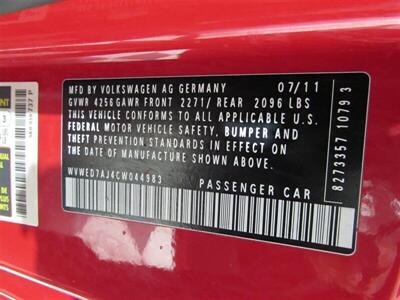 MFD BY VOLKSWAGEN AG GERMANY 07/11
GVWR 4256 GAWR FRONT 2271/ REAR 2096 LBS
THIS VEHICLE CONFORMS TO ALL APPLICABLE U.S.
FEDERAL MOTOR VEHICLE SAFETY, BUMPER AND
THEFT PREVENTION STANDARDS IN EFFECT ON THE
DATE OF MANUFACTURE SHOWN ABOVE.
WVWED7AJ4CW044983 PASSENGER CAR
8273357 1079 3
737 P
3